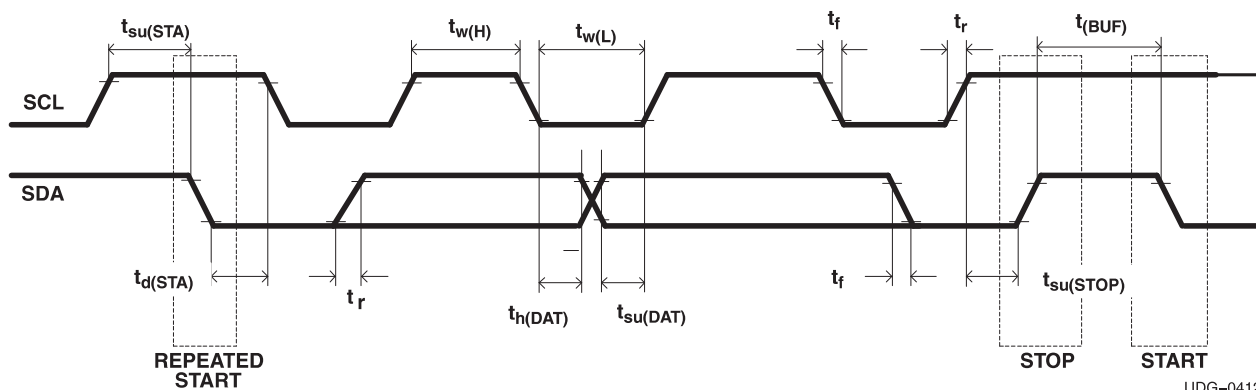 tsu(STA)
tw(H)
tw(L)
tf
tr
t(BUF)
SCL
SDA
td(STA)
tr
th(DAT)
tsu(DAT)
tf
tsu(STOP)
REPEATED
START
STOP
START